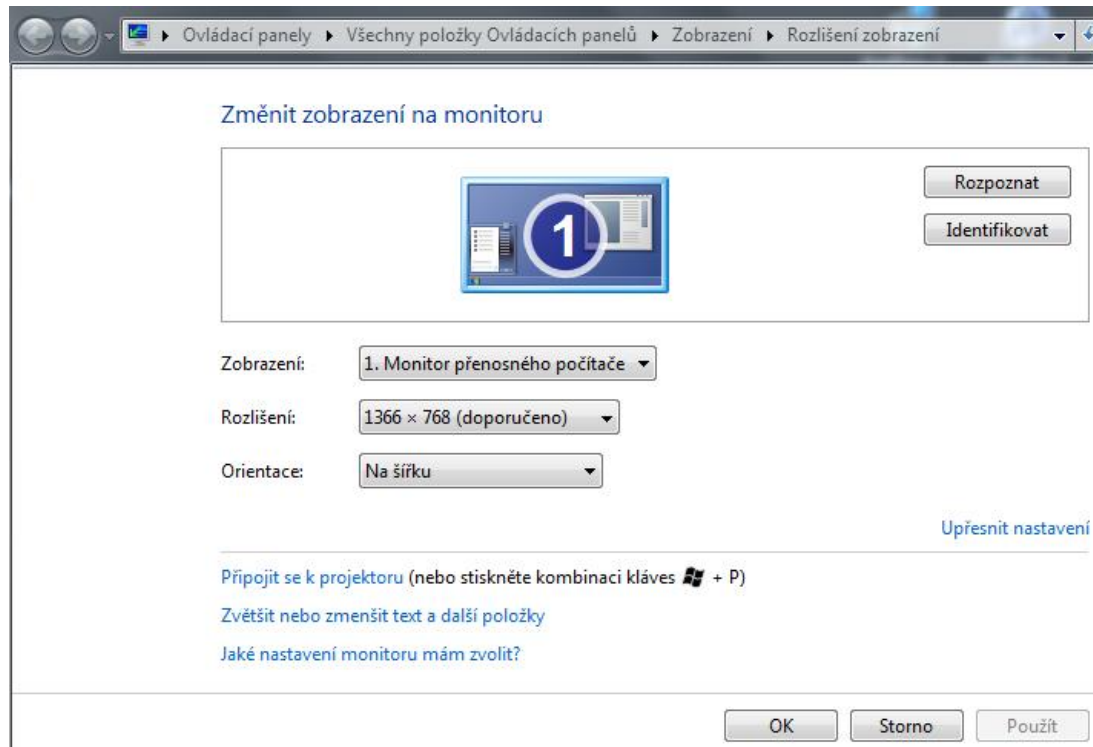 Ovládací panely ▸ Všechny položky Ovládacích panelů ▸ Zobrazení ▸ Rozlišení zobrazení
Změnit zobrazení na monitoru
1
Rozpoznat
Identifikovat
Zobrazení: 1. Monitor přenosného počítače
Rozlišení: 1366 × 768 (doporučeno)
Orientace: Na šířku
Upřesnit nastavení
Připojit se k projektoru (nebo stiskněte kombinaci kláves + P)
Zvětšit nebo zmenšit text a další položky
Jaké nastavení monitoru mám zvolit?
OK Storno Použít